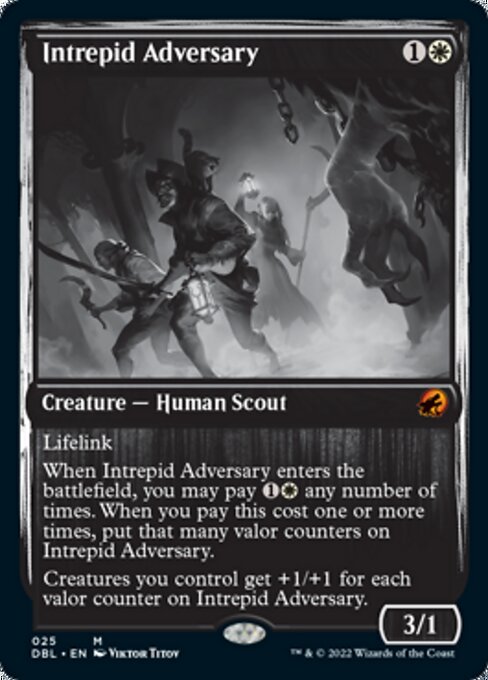 Intrepid Adversary 1
Creature — Human Scout
Lifelink
When Intrepid Adversary enters the
battlefield, you may pay 1 any number of
times. When you pay this cost one or more
times, put that many valor counters on
Intrepid Adversary.
Creatures you control get +1/+1 for each
valor counter on Intrepid Adversary.
3/1
025 M
DBL • EN Viktor Titov ™ & © 2022 Wizards of the Coast